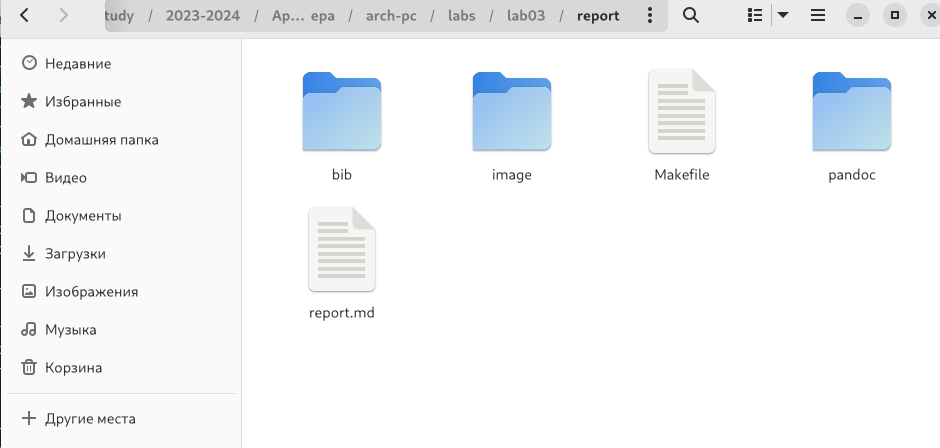 tudy / 2023-2024 / Ap... epa / arch-pc / labs / lab03 / report
Недавние
Избранные
Домашняя папка
Видео
Документы
Загрузки
Изображения
Музыка
Корзина
Другие места
bib
image
Makefile
pandoc
report.md